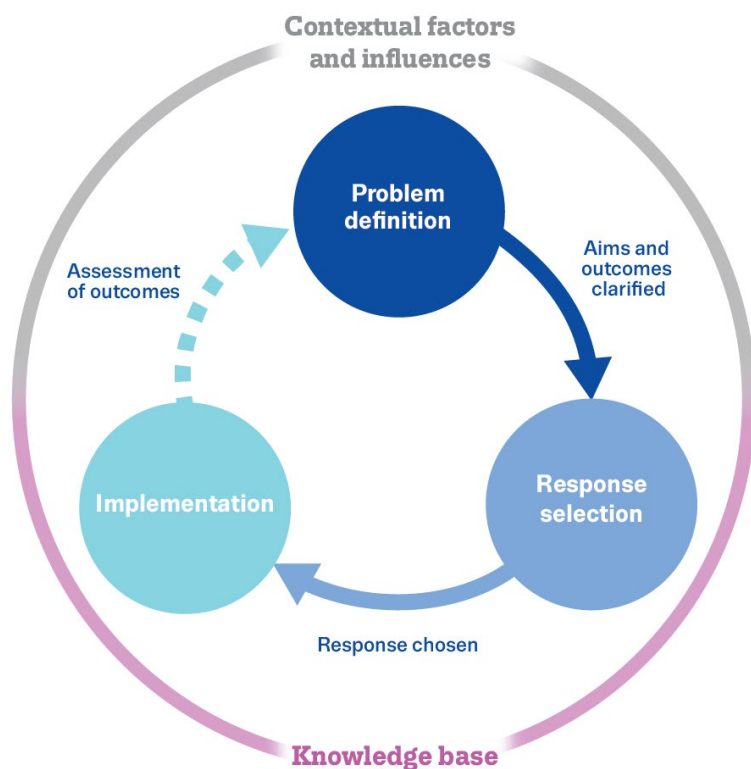 Contextual factors
and influences
Problem
definition
Assessment
of outcomes
Aims and
outcomes
clarified
Implementation
Response
selection
Response chosen
Knowledge base